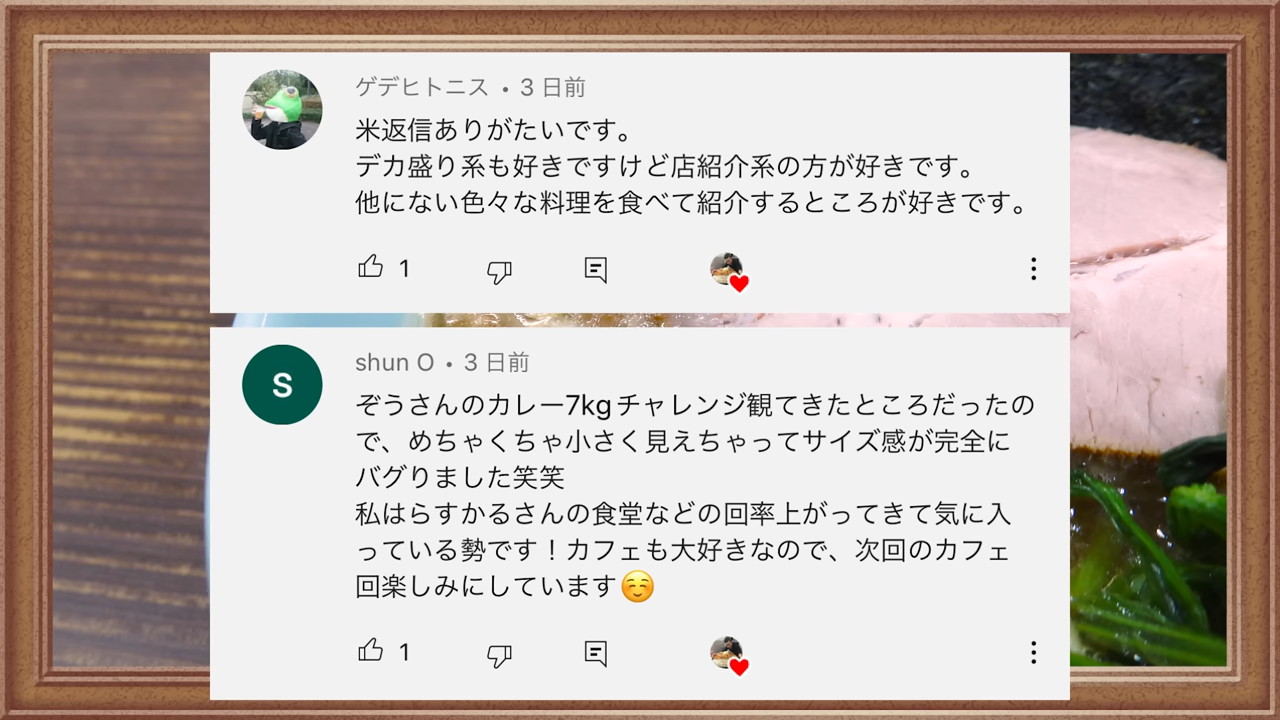 ゲデヒトニス • 3 日前
米返信ありがたいです。
デカ盛り系も好きですけど店紹介系の方が好きです。
他にない色々な料理を食べて紹介するところが好きです。
1
S
shun O • 3 日前
ぞうさんのカレー7kgチャレンジ観てきたところだったの
で、めちゃくちゃ小さく見えちゃってサイズ感が完全に
バグりました笑笑
私はらすかるさんの食堂などの回率上がってきて気に入
っている勢です！カフェも大好きなので、次回のカフェ
回楽しみにしています☺️
1